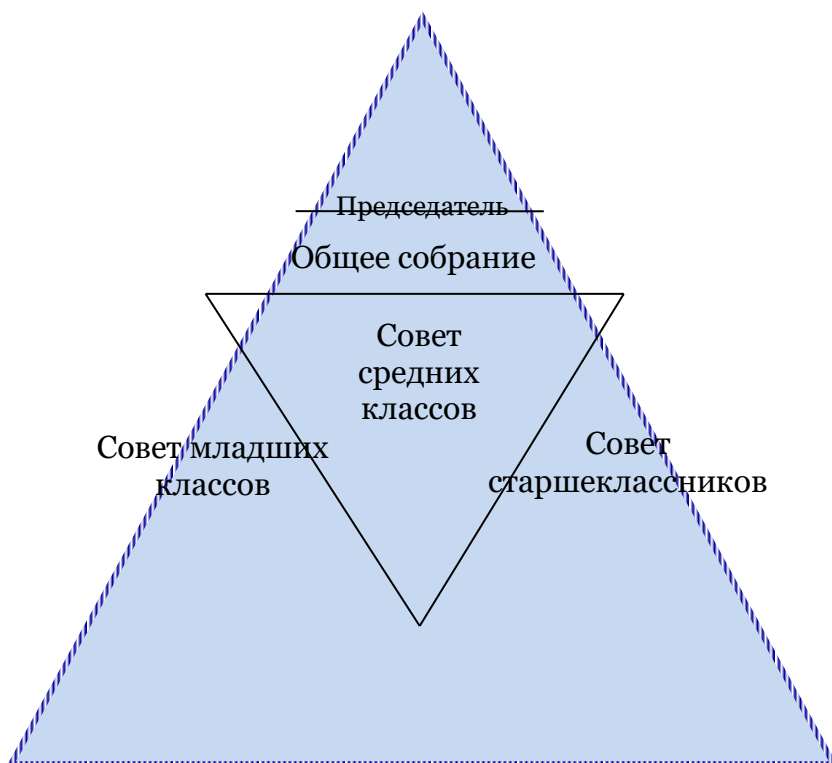 Председатель
Общее собрание
Совет
средних
классов
Совет младших
классов
Совет
старшеклассников